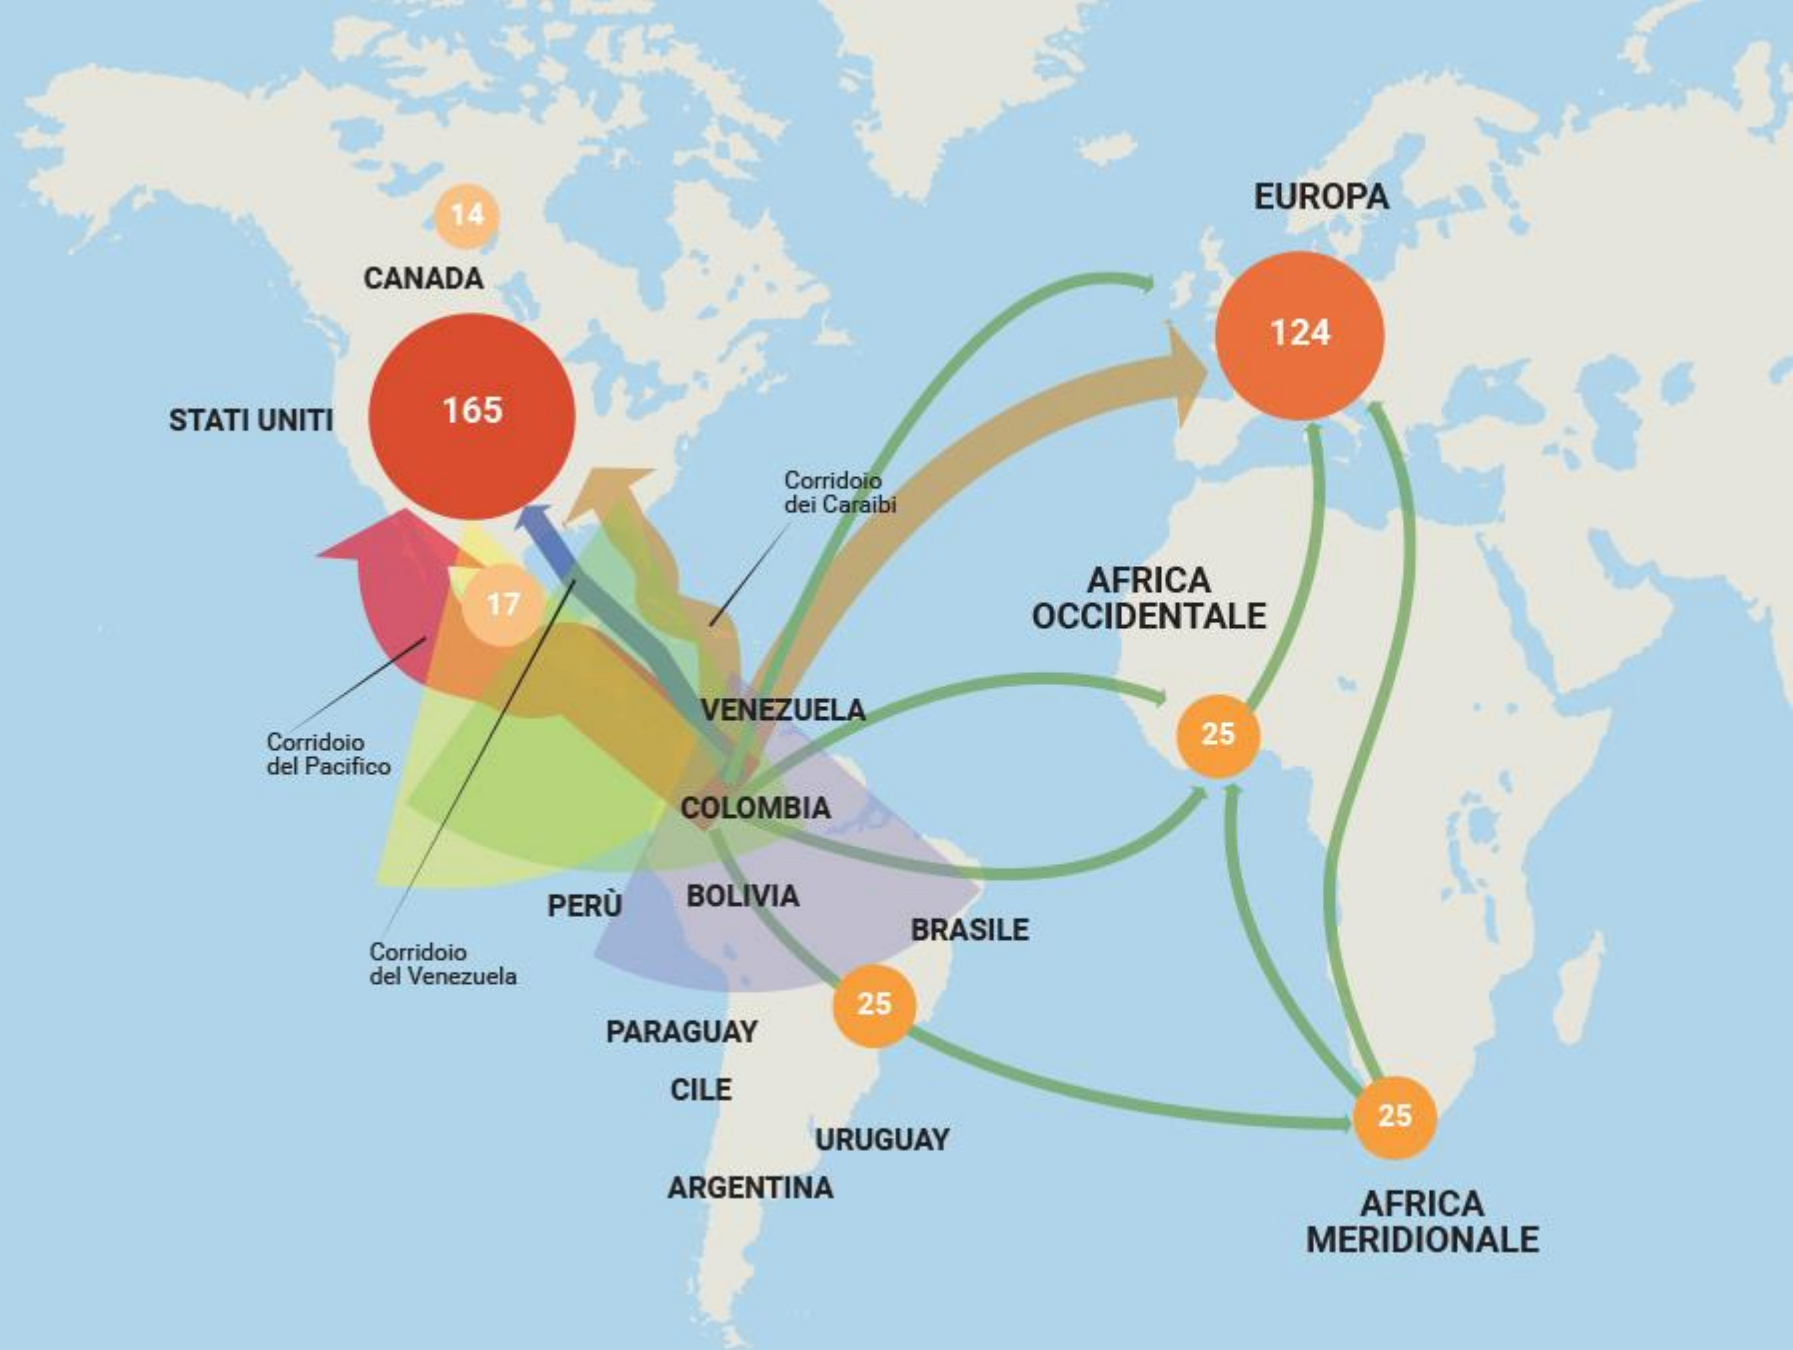 EUROPA
14
CANADA
124
165
STATI UNITI
Corridoio
dei Caraibi
AFRICA
OCCIDENTALE
17
VENEZUELA
25
Corridoio
del Pacifico
COLOMBIA
PERÙ
BOLIVIA
BRASILE
Corridoio
del Venezuela
25
PARAGUAY
CILE
25
URUGUAY
ARGENTINA
AFRICA
MERIDIONALE